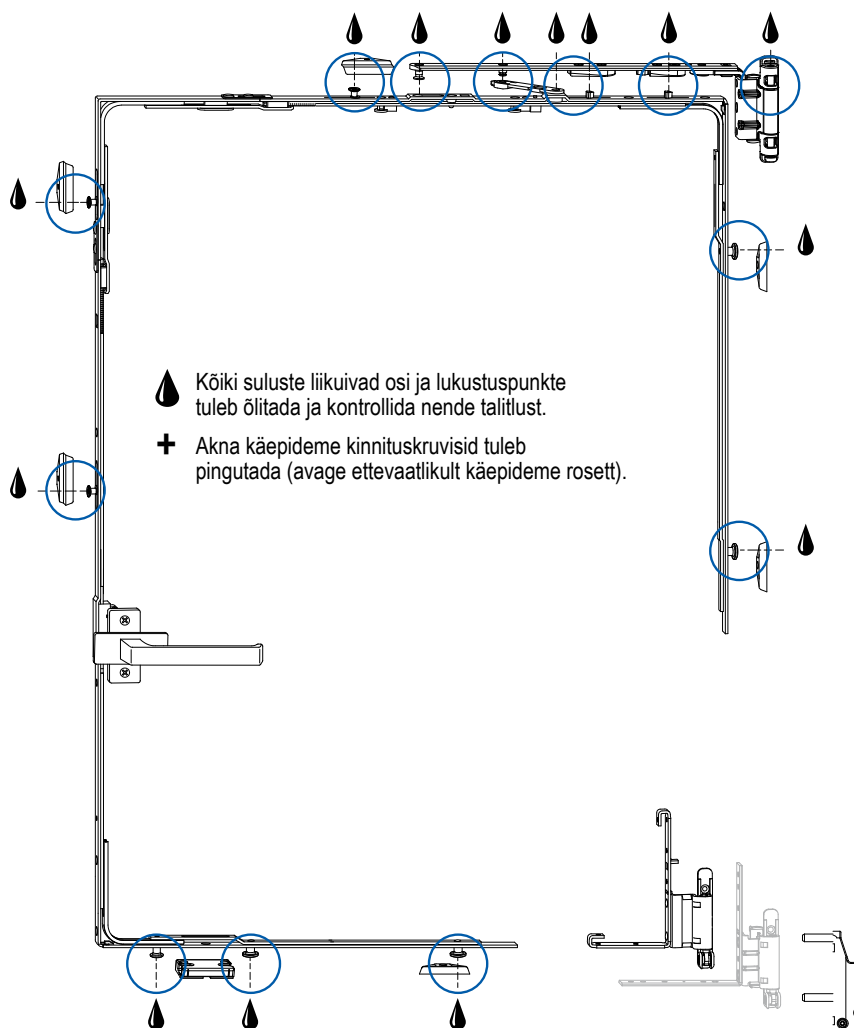 Kõiki suluste liikuivad osi ja lukustuspunkte
tuleb õlitada ja kontrollida nende talitlust.
+ Akna käepideme kinnituskruvisid tuleb
pingutada (avage ettevaatlikult käepideme rosett).